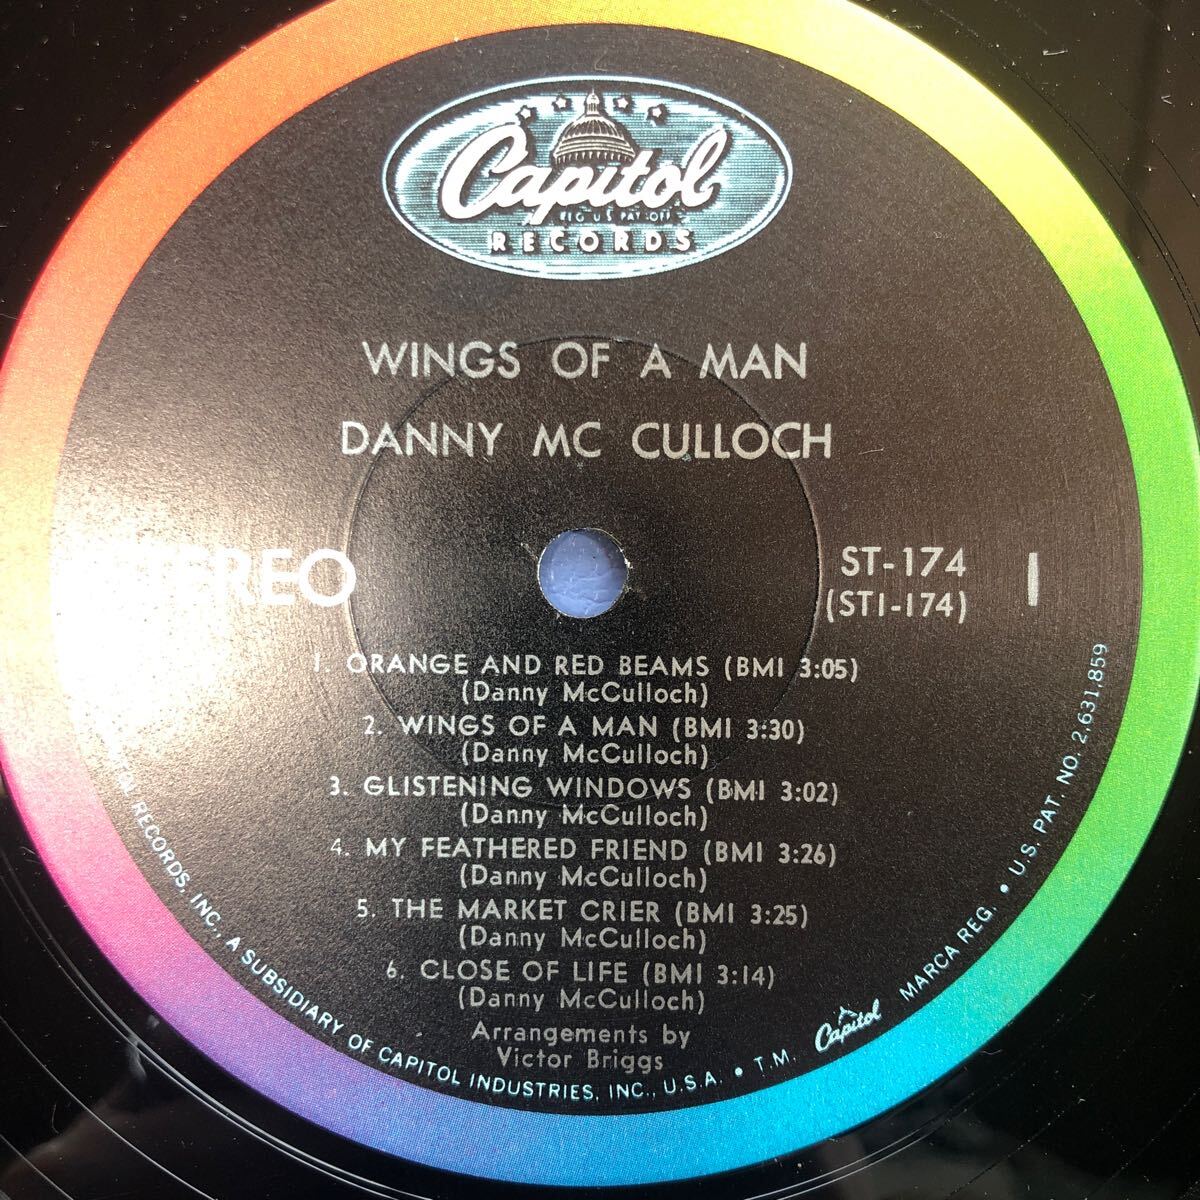 Capitol
REG. U.S. PAT. OFF.
RECORDS
WINGS OF A MAN
DANNY MC CULLOCH
STEREO
ST-174
(ST1-174)
1
1. ORANGE AND RED BEAMS (BMI 3:05)
(Danny McCulloch)
2. WINGS OF A MAN (BMI 3:30)
(Danny McCulloch)
3. GLISTENING WINDOWS (BMI 3:02)
(Danny McCulloch)
4. MY FEATHERED FRIEND (BMI 3:26)
(Danny McCulloch)
5. THE MARKET CRIER (BMI 3:25)
(Danny McCulloch)
6. CLOSE OF LIFE (BMI 3:14)
(Danny McCulloch)
Arrangements by
Victor Briggs
RECORDS, INC., A SUBSIDIARY OF CAPITOL INDUSTRIES, INC., U.S.A. • T.M. Capitol MARCA REG. • U.S. PAT. NO. 2,631,859